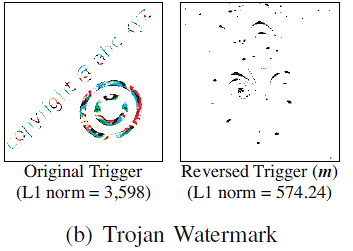 copyright @ abc xyz
Original Trigger
(L1 norm = 3,598)
Reversed Trigger (m)
(L1 norm = 574.24)
(b) Trojan Watermark